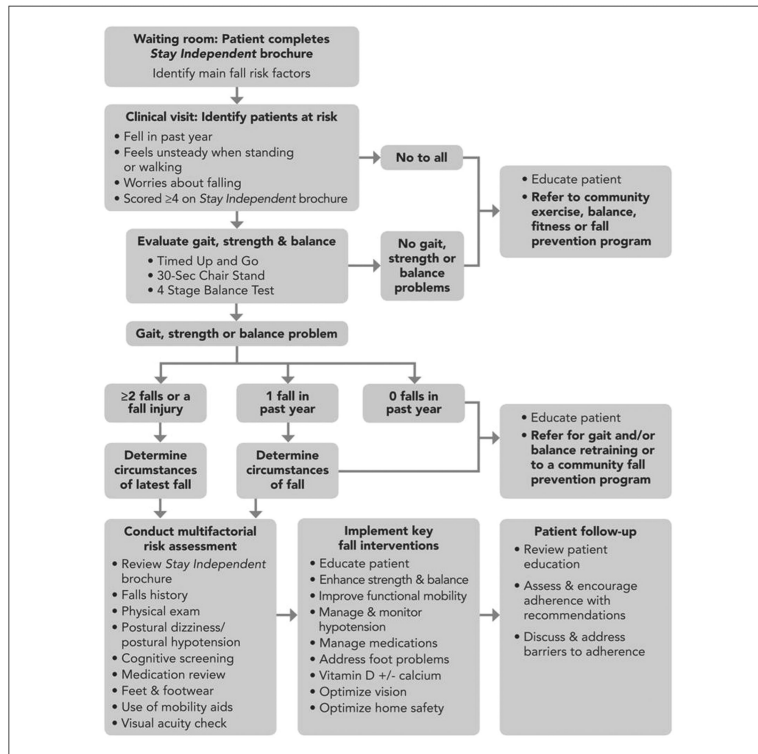 Waiting room: Patient completes
Stay Independent brochure
Identify main fall risk factors
Clinical visit: Identify patients at risk
• Fell in past year
• Feels unsteady when standing
or walking
• Worries about falling
• Scored ≥4 on Stay Independent brochure
No to all
• Educate patient
• Refer to community
exercise, balance,
fitness or fall
prevention program
Evaluate gait, strength & balance
• Timed Up and Go
• 30-Sec Chair Stand
• 4 Stage Balance Test
No gait,
strength or
balance
problems
Gait, strength or balance problem
≥2 falls or a
fall injury
1 fall in
past year
0 falls in
past year
Determine
circumstances
of latest fall
Determine
circumstances
of fall
• Educate patient
• Refer for gait and/or
balance retraining or
to a community fall
prevention program
Conduct multifactorial
risk assessment
• Review Stay Independent
brochure
• Falls history
• Physical exam
• Postural dizziness/
postural hypotension
• Cognitive screening
• Medication review
• Feet & footwear
• Use of mobility aids
• Visual acuity check
Implement key
fall interventions
• Educate patient
• Enhance strength & balance
• Improve functional mobility
• Manage & monitor
hypotension
• Manage medications
• Address foot problems
• Vitamin D +/- calcium
• Optimize vision
• Optimize home safety
Patient follow-up
• Review patient
education
• Assess & encourage
adherence with
recommendations
• Discuss & address
barriers to adherence